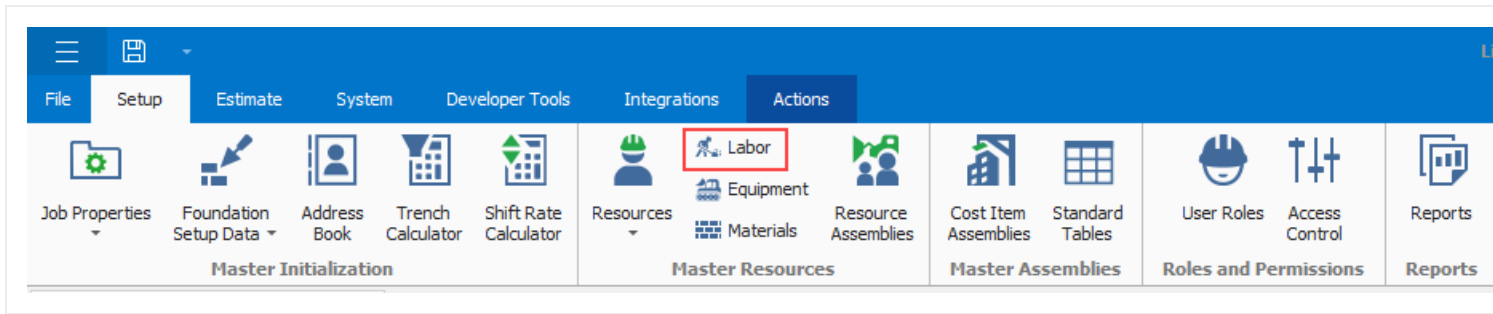 Li
File Setup Estimate System Developer Tools Integrations Actions
Labor
Equipment
Materials
Job Properties Foundation Setup Data Address Book Trench Calculator Shift Rate Calculator Resources Resource Assemblies Cost Item Assemblies Standard Tables User Roles Access Control Reports
Master Initialization Master Resources Master Assemblies Roles and Permissions Reports